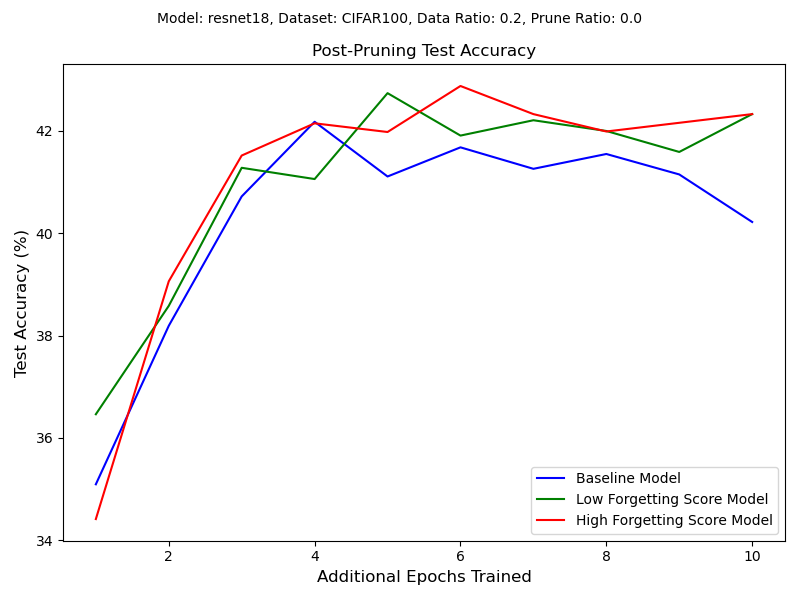 Model: resnet18, Dataset: CIFAR100, Data Ratio: 0.2, Prune Ratio: 0.0
Post-Pruning Test Accuracy
Test Accuracy (%)
42
40
38
36
34
2
4
6
8
10
Additional Epochs Trained
Baseline Model
Low Forgetting Score Model
High Forgetting Score Model